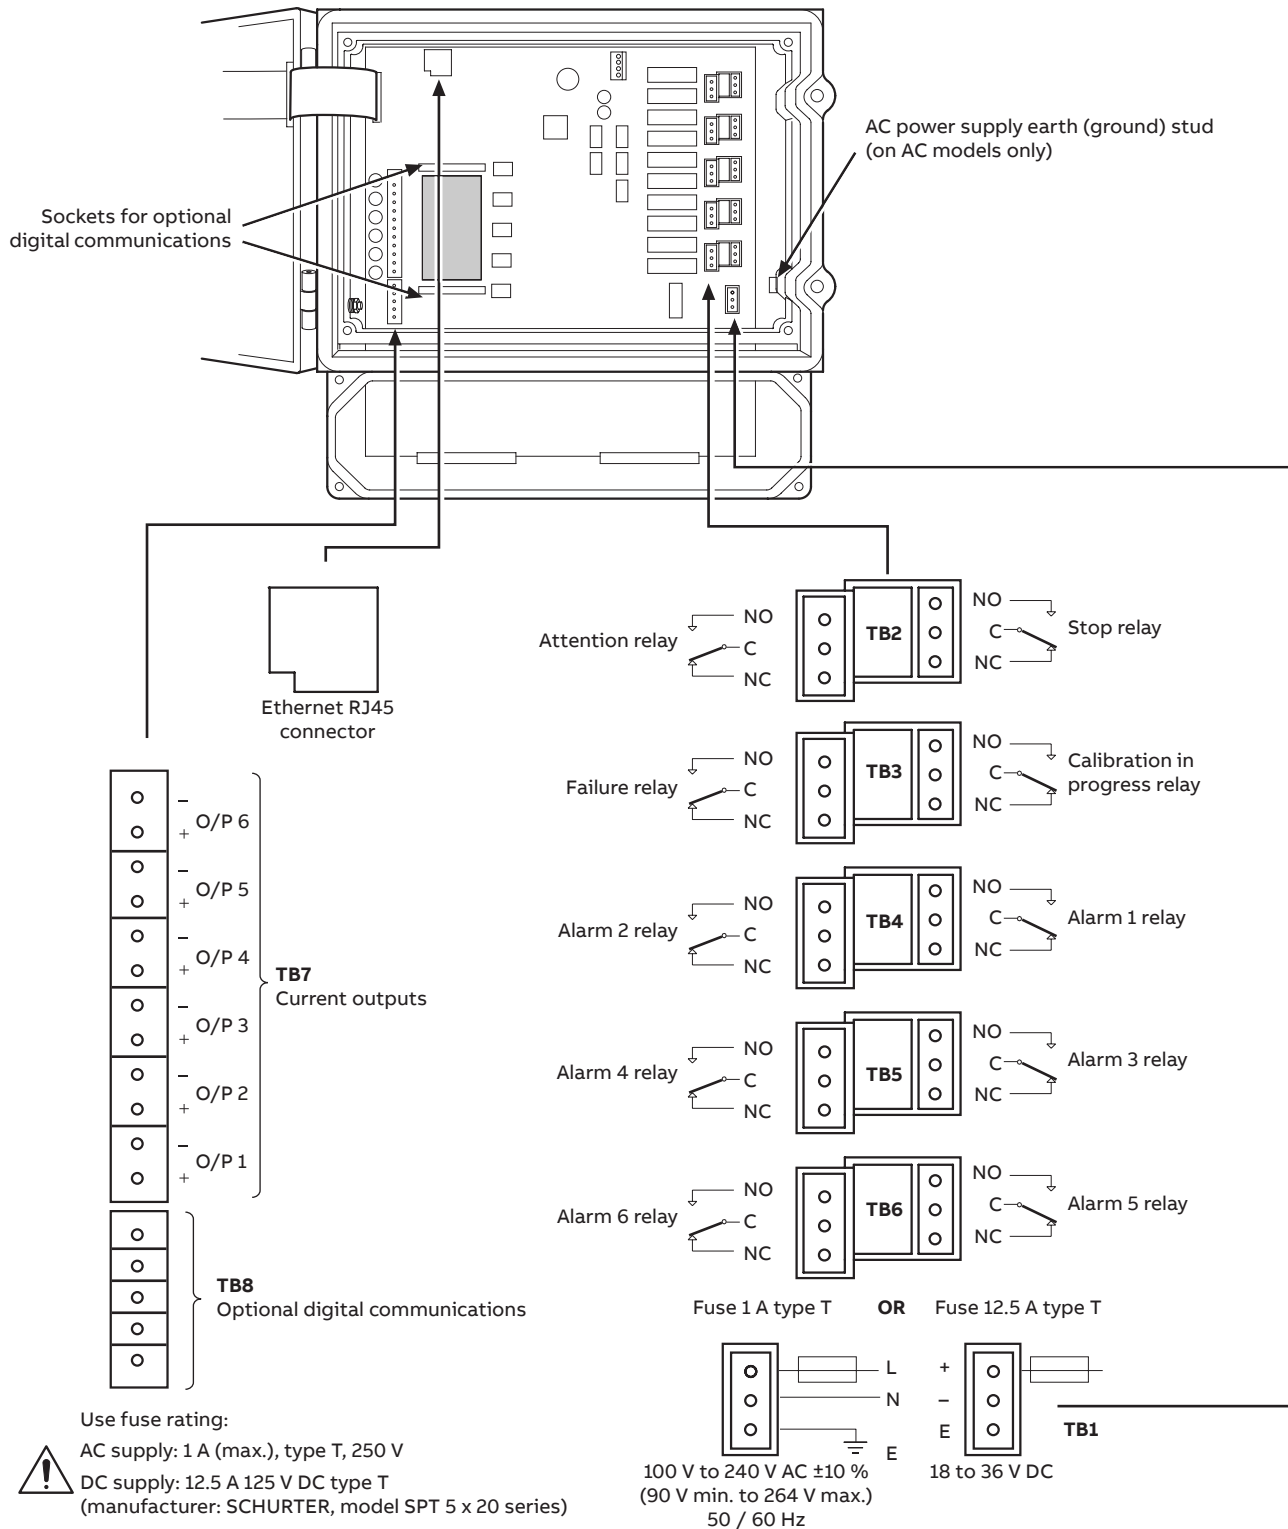 AC power supply earth (ground) stud
(on AC models only)
Sockets for optional
digital communications
Ethernet RJ45
connector
Attention relay
NO
C
NC
TB2
NO
C
NC
Stop relay
Failure relay
NO
C
NC
TB3
NO
C
NC
Calibration in
progress relay
Alarm 2 relay
NO
C
NC
TB4
NO
C
NC
Alarm 1 relay
Alarm 4 relay
NO
C
NC
TB5
NO
C
NC
Alarm 3 relay
Alarm 6 relay
NO
C
NC
TB6
NO
C
NC
Alarm 5 relay
–
O/P 6
+
–
O/P 5
+
–
O/P 4
+
–
O/P 3
+
–
O/P 2
+
–
O/P 1
+
TB7
Current outputs
TB8
Optional digital communications
Fuse 1 A type T OR Fuse 12.5 A type T
L
N
E
+
–
E
TB1
100 V to 240 V AC ±10 %
(90 V min. to 264 V max.)
50 / 60 Hz
18 to 36 V DC
Use fuse rating:
AC supply: 1 A (max.), type T, 250 V
DC supply: 12.5 A 125 V DC type T
(manufacturer: SCHURTER, model SPT 5 x 20 series)